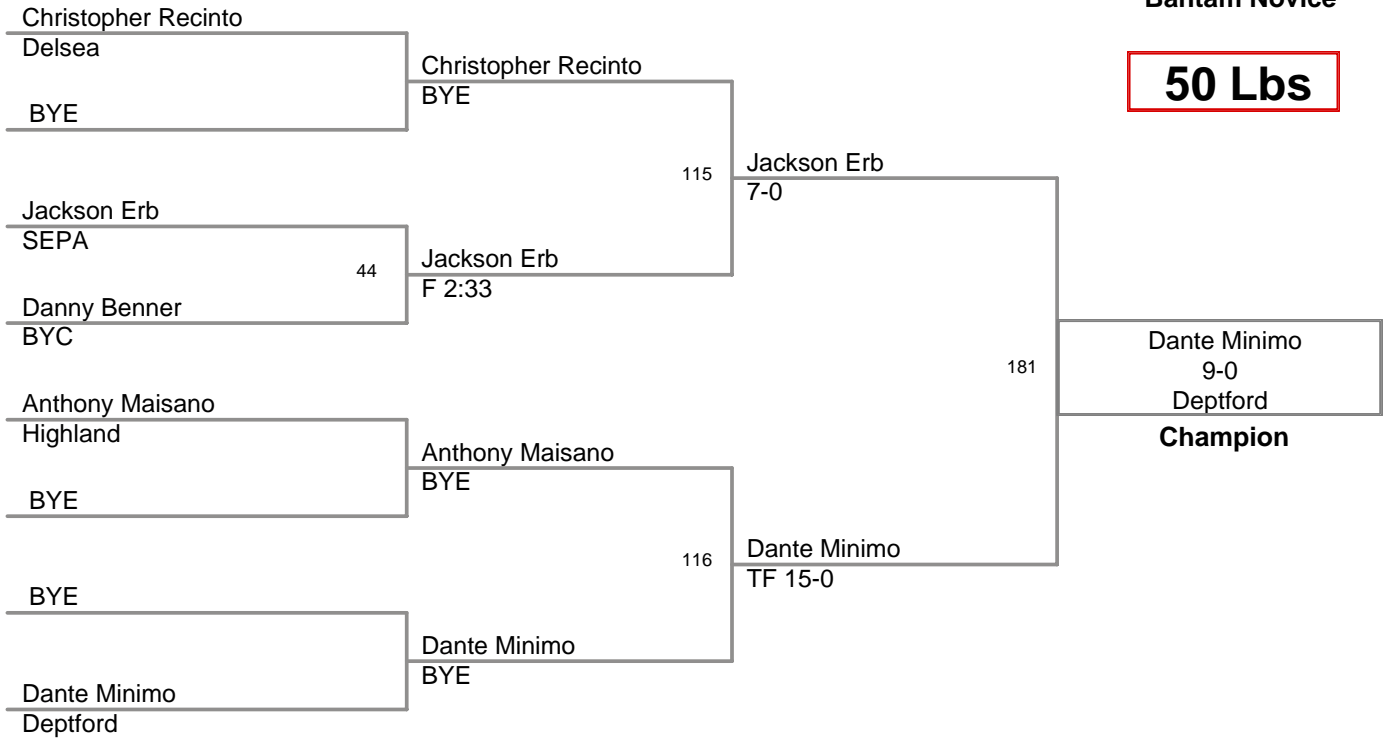 Bantam Novice
50 Lbs
Christopher Recinto
Delsea
BYE
Jackson Erb
SEPA
44
Danny Benner
BYC
Anthony Maisano
Highland
BYE
BYE
Dante Minimo
Deptford
Christopher Recinto
BYE
115
Jackson Erb
F 2:33
Anthony Maisano
BYE
116
Dante Minimo
BYE
Jackson Erb
7-0
181
Dante Minimo
TF 15-0
Dante Minimo
9-0
Deptford
Champion